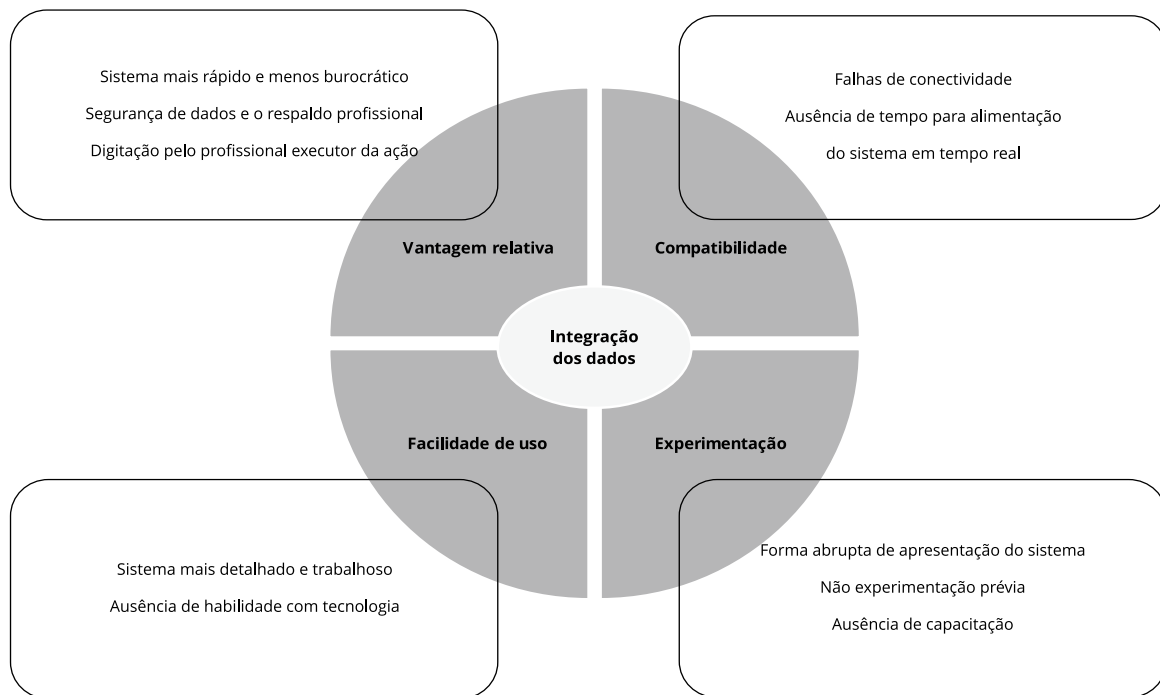 Sistema mais rápido e menos burocrático
Segurança de dados e o respaldo profissional
Digitação pelo profissional executor da ação
Falhas de conectividade
Ausência de tempo para alimentação
do sistema em tempo real
Vantagem relativa
Compatibilidade
Integração
dos dados
Facilidade de uso
Experimentação
Sistema mais detalhado e trabalhoso
Ausência de habilidade com tecnologia
Forma abrupta de apresentação do sistema
Não experimentação prévia
Ausência de capacitação